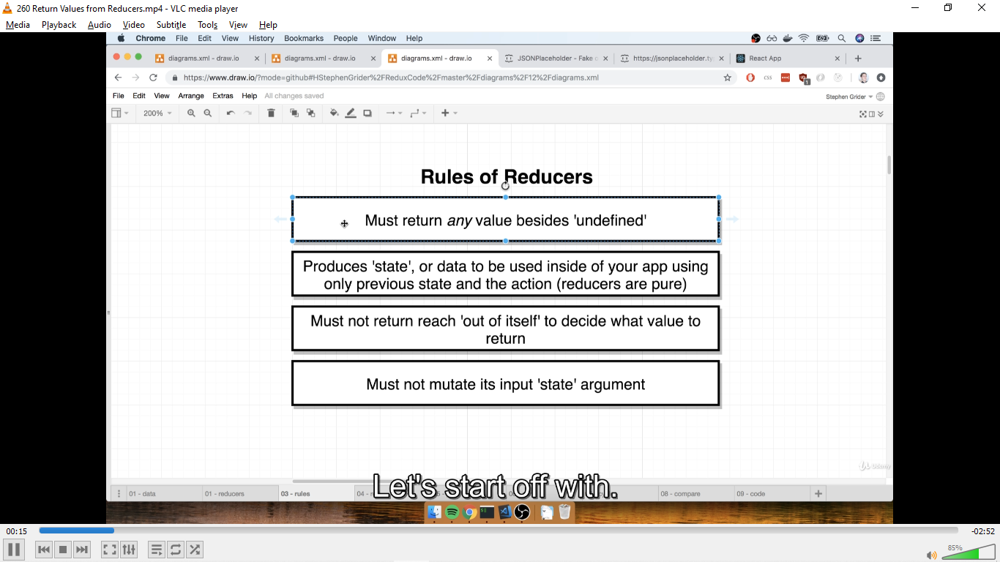 260 Return Values from Reducers.mp4 - VLC media player
Media Playback Audio Video Subtitle Tools View Help
Chrome File Edit View History Bookmarks People Window Help
diagrams.xml - draw.io
diagrams.xml - draw.io
diagrams.xml - draw.io
JSONPlaceholder - Fake
https://jsonplaceholder.ty
React App
https://www.draw.io/?mode=github#HStephenGrider%2FReduxCode%2Fmaster%2Fdiagrams%2F12%2Fdiagrams.xml
CSS
1
File Edit View Arrange Extras Help All changes saved
Stephen Grider
200%
Rules of Reducers
Must return any value besides 'undefined'
Produces 'state', or data to be used inside of your app using
only previous state and the action (reducers are pure)
Must not return reach 'out of itself' to decide what value to
return
Must not mutate its input 'state' argument
Udemy
Let's start off with.
01 - data
01 - reducers
03 - rules
04 -
08 - compare
09 - code
00:15
-02:52
85%